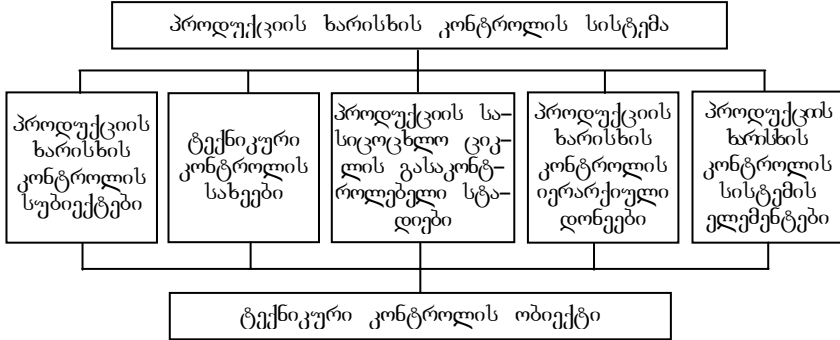 პროდუქციის ხარისხის კონტროლის სისტემა
პროდუქციის
ხარისხის
კონტროლის
სუბიექტები
ტექნიკური
კონტროლის
სახეები
პროდუქციის სა-
სიცოცხლო ციკ-
ლის გასაკონტ-
როლებელი სტა-
დიები
პროდუქციის
ხარისხის
კონტროლის
იერარქიული
დონეები
პროდუქციის
ხარისხის
კონტროლის
სისტემის
ელემენტები
ტექნიკური კონტროლის ობიექტი